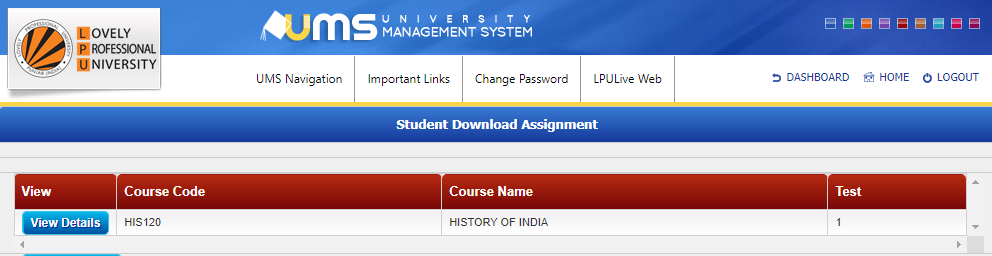 LOVELY
PROFESSIONAL
UNIVERSITY
UMS UNIVERSITY
MANAGEMENT SYSTEM
UMS Navigation Important Links Change Password LPULive Web DASHBOARD HOME LOGOUT
Student Download Assignment
View Course Code Course Name Test
View Details HIS120 HISTORY OF INDIA 1